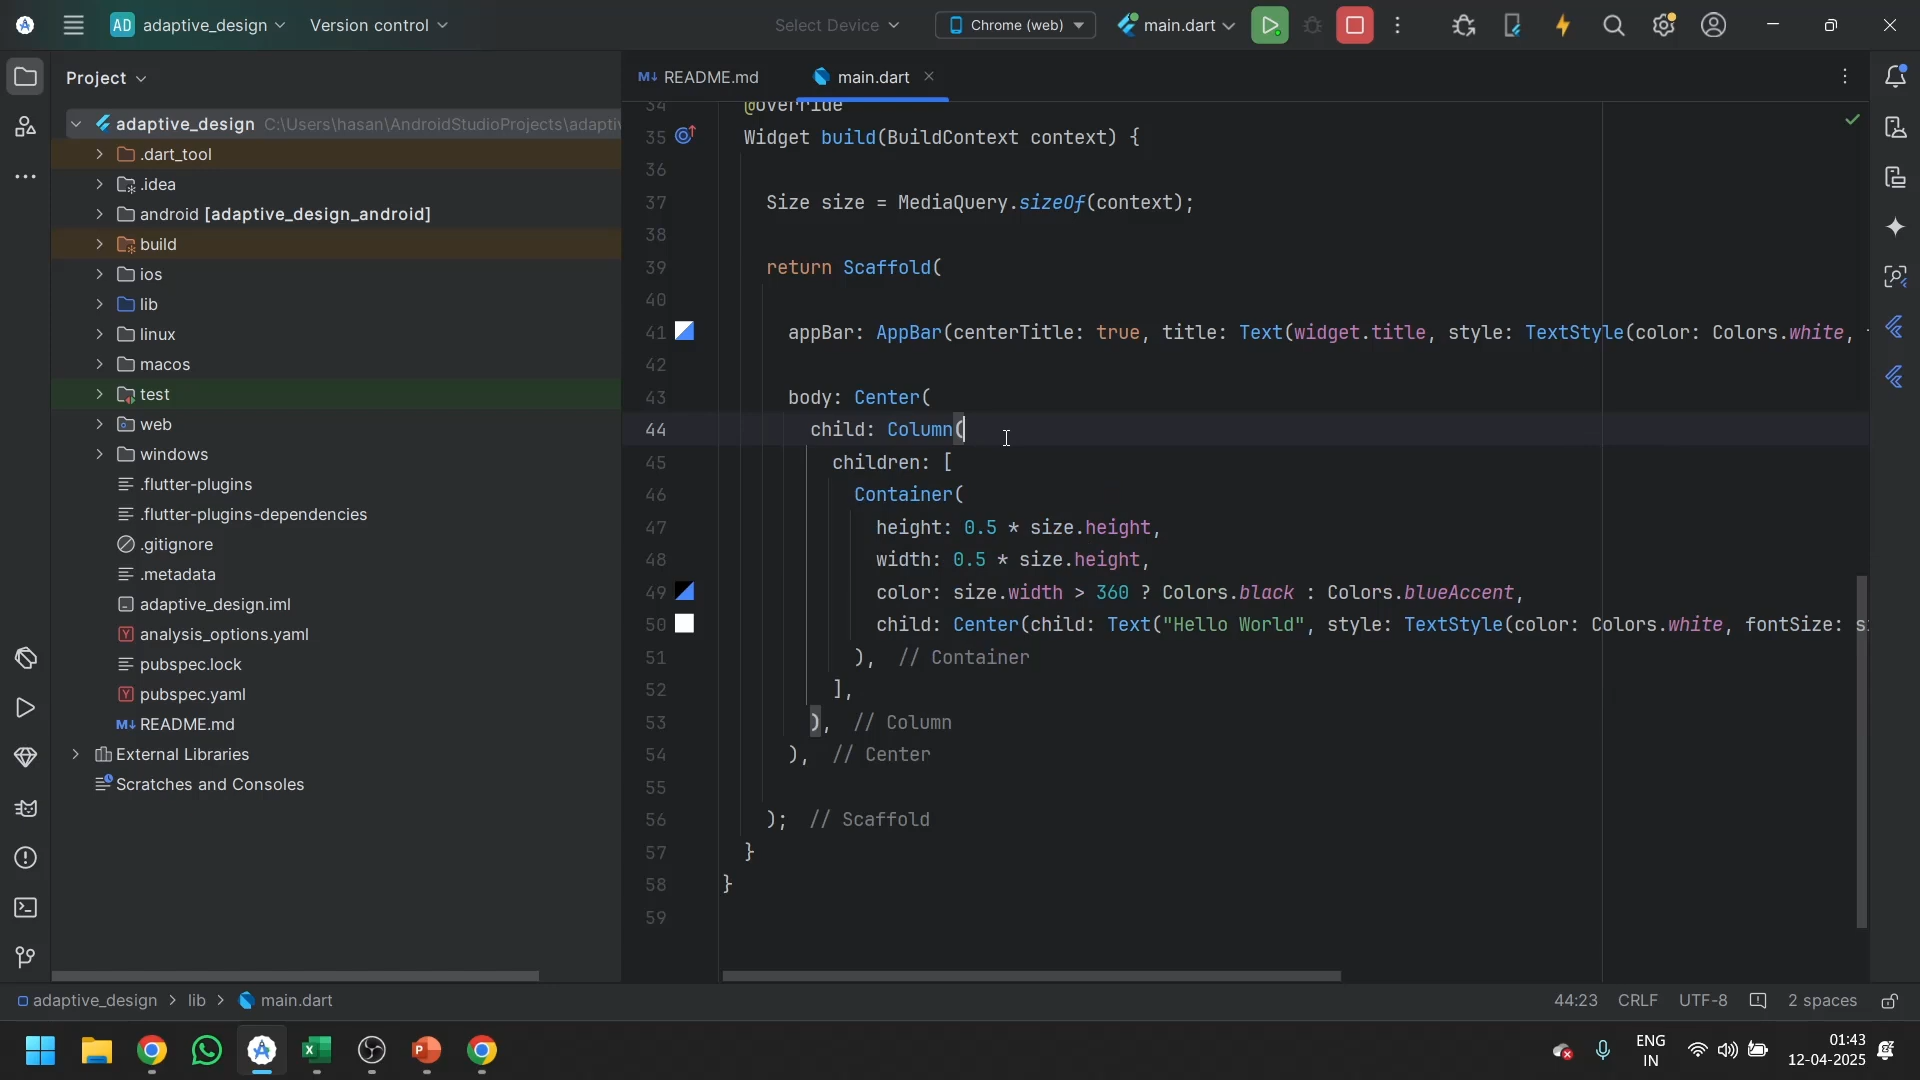 AD adaptive_design
Version control
Select Device
Chrome (web)
main.dart
Project
README.md
main.dart
adaptive_design C:\Users\hasan\AndroidStudioProjects\adapti
.dart_tool
.idea
android [adaptive_design_android]
build
ios
lib
linux
macos
test
web
windows
.flutter-plugins
.flutter-plugins-dependencies
.gitignore
.metadata
adaptive_design.iml
analysis_options.yaml
pubspec.lock
pubspec.yaml
README.md
External Libraries
Scratches and Consoles
34 @override
35 Widget build(BuildContext context) {
36
37 Size size = MediaQuery.sizeOf(context);
38
39 return Scaffold(
40
41 appBar: AppBar(centerTitle: true, title: Text(widget.title, style: TextStyle(color: Colors.white,
42
43 body: Center(
44 child: Column(
45 children: [
46 Container(
47 height: 0.5 * size.height,
48 width: 0.5 * size.height,
49 color: size.width > 360 ? Colors.black : Colors.blueAccent,
50 child: Center(child: Text("Hello World", style: TextStyle(color: Colors.white, fontSize: s
51 ), // Container
52 ],
53 ), // Column
54 ), // Center
55
56 ); // Scaffold
57 }
58 }
59
adaptive_design > lib > main.dart
44:23 CRLF UTF-8 2 spaces
ENG
IN
01:43
12-04-2025